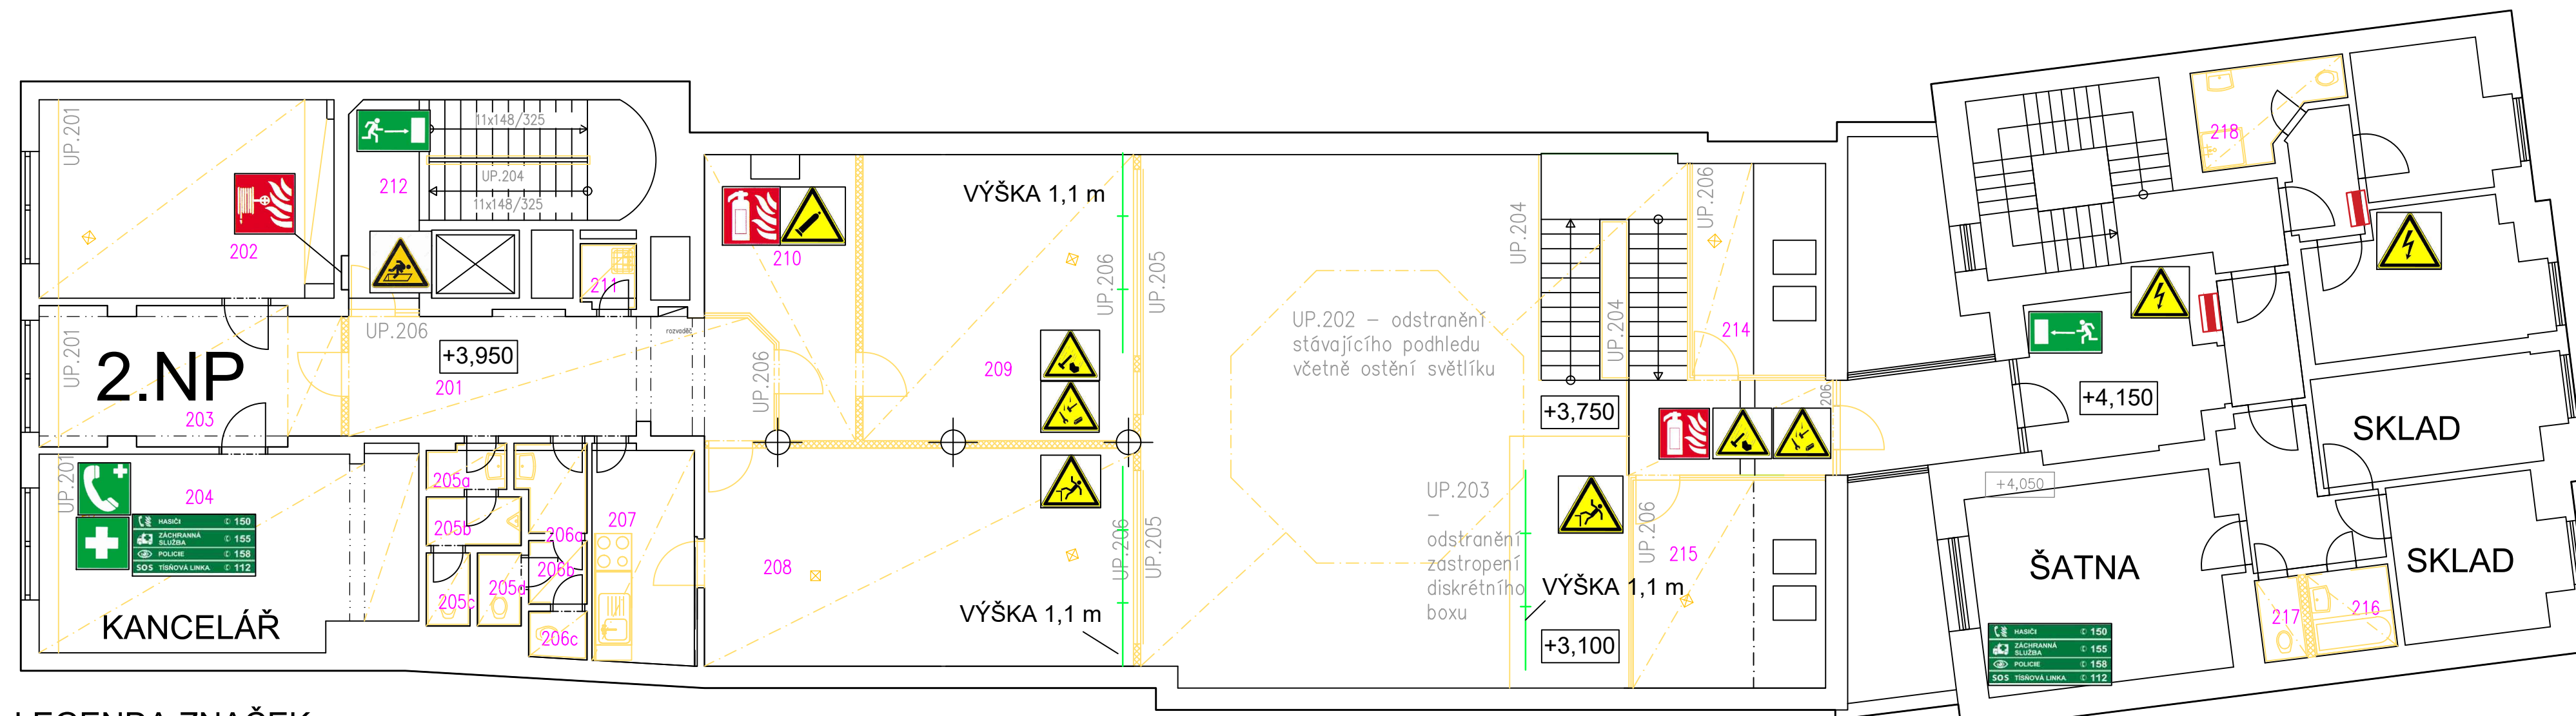 UP.201
11x148/325
UP.204
11x148/325
212
202
210
211
VÝŠKA 1,1 m
UP.206
UP.205
209
UP.202 – odstranění
stávajícího podhledu
včetně ostění světlíku
UP.204
UP.204
UP.206
214
218
UP.201
2.NP
203
UP.206
+3,950
201
rozvaděč
UP.206
+3,750
206
+4,150
SKLAD
UP.201
204
HASIČI 150
ZÁCHRANNÁ
SLUŽBA 155
POLICIE 158
SOS TÍSŇOVÁ LINKA 112
KANCELÁŘ
205a
205b
205c
205d
206a
206b
206c
207
208
UP.206
UP.205
VÝŠKA 1,1 m
UP.203
–
odstranění
zastropení
diskrétního
boxu
VÝŠKA 1,1 m
+3,100
UP.206
215
+4,050
ŠATNA
SKLAD
217
216
HASIČI 150
ZÁCHRANNÁ
SLUŽBA 155
POLICIE 158
SOS TÍSŇOVÁ LINKA 112
LEGENDA ZNAČEK